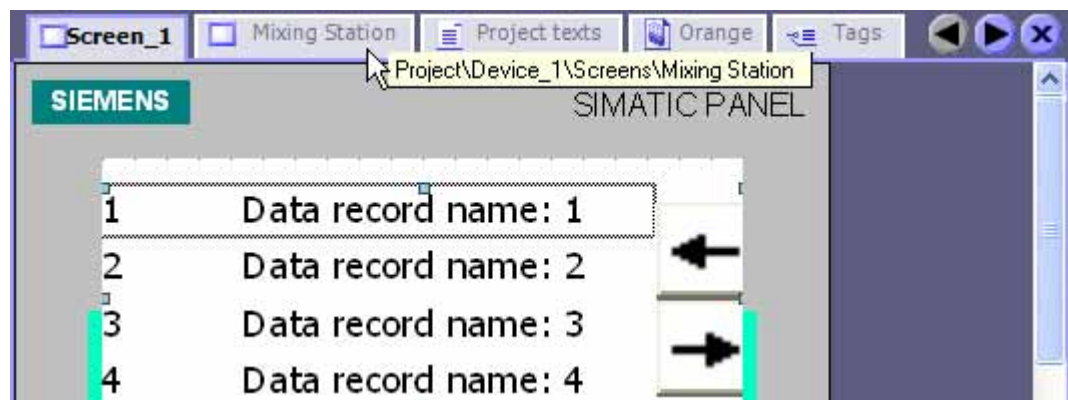 Screen_1 Mixing Station Project texts Orange Tags
Project\Device_1\Screens\Mixing Station
SIEMENS SIMATIC PANEL
1 Data record name: 1
2 Data record name: 2
3 Data record name: 3
4 Data record name: 4